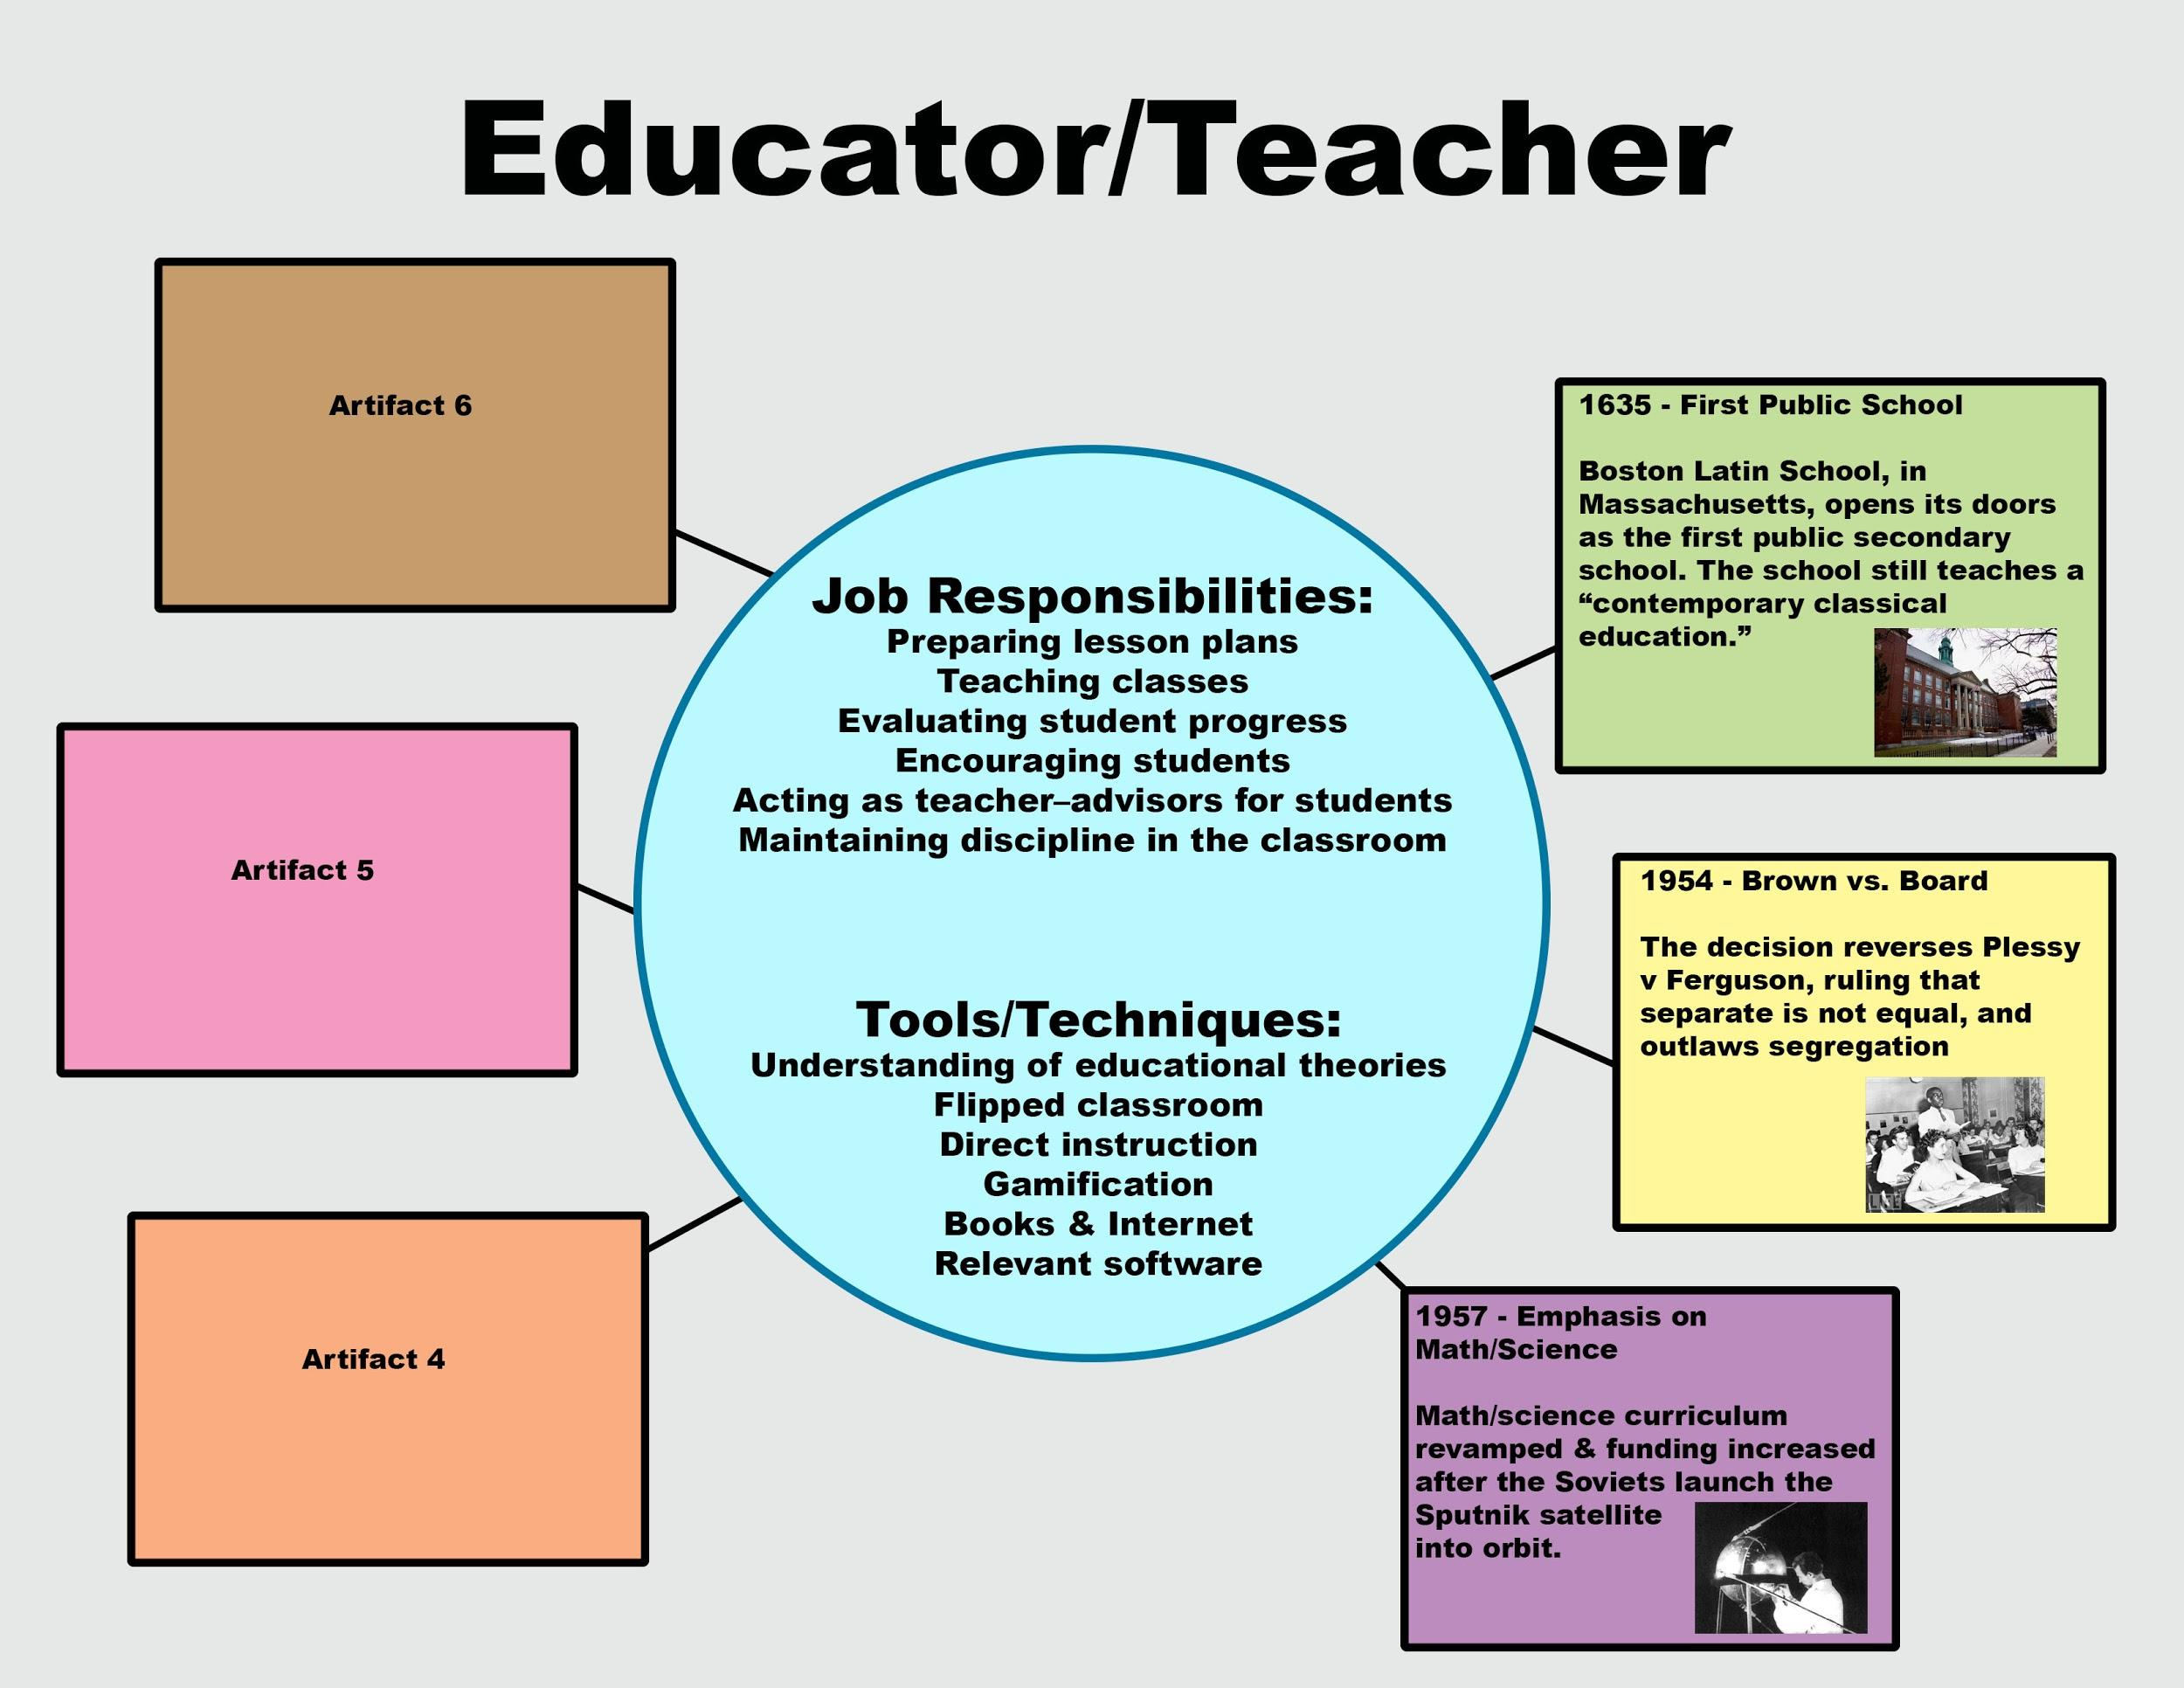 Educator/Teacher
Artifact 6
Artifact 5
Artifact 4
Job Responsibilities:
Preparing lesson plans
Teaching classes
Evaluating student progress
Encouraging students
Acting as teacher–advisors for students
Maintaining discipline in the classroom
Tools/Techniques:
Understanding of educational theories
Flipped classroom
Direct instruction
Gamification
Books & Internet
Relevant software
1635 - First Public School
Boston Latin School, in
Massachusetts, opens its doors
as the first public secondary
school. The school still teaches a
“contemporary classical
education.”
1954 - Brown vs. Board
The decision reverses Plessy
v Ferguson, ruling that
separate is not equal, and
outlaws segregation
LIFE
1957 - Emphasis on
Math/Science
Math/science curriculum
revamped & funding increased
after the Soviets launch the
Sputnik satellite
into orbit.